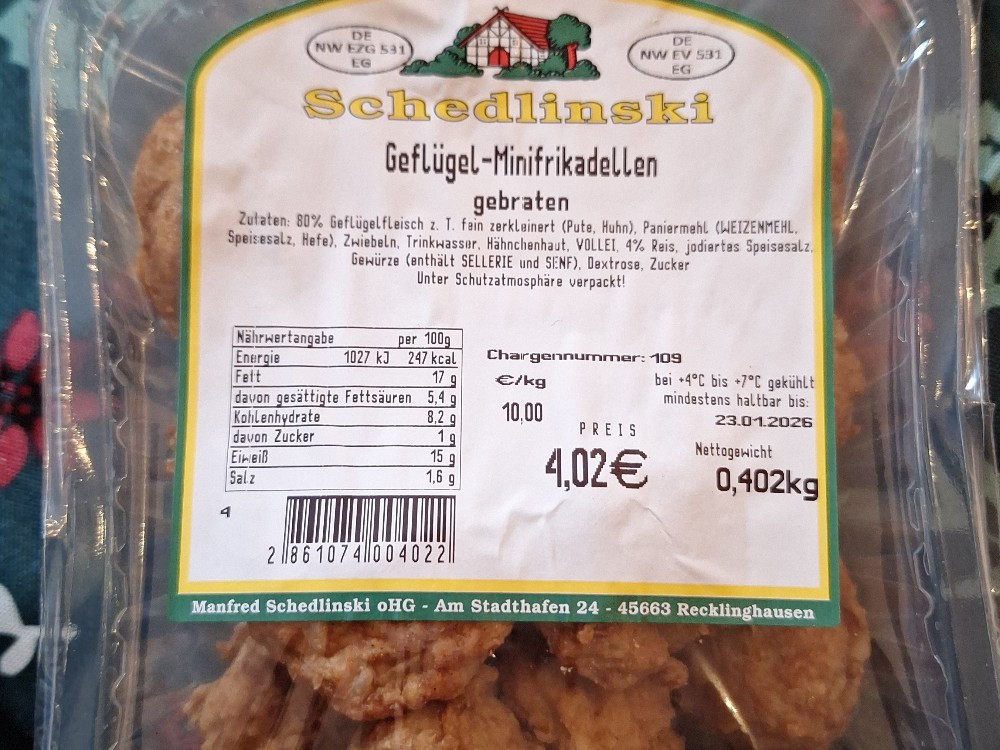 DE
NW EZG 531
EG
DE
NW EV 531
EG
Schedlinski
Geflügel-Minifrikadellen
gebraten
Zutaten: 80% Geflügelfleisch z. T. fein zerkleinert (Pute, Huhn), Paniermehl (WEIZENMEHL,
Speisesalz, Hefe), Zwiebeln, Trinkwasser, Hähnchenhaut, VOLLEI, 4% Reis, jodiertes Speisesalz,
Gewürze (enthält SELLERIE und SENF), Dextrose, Zucker
Unter Schutzatmosphäre verpackt!
Nährwertangabe per 100g
Energie 1027 kJ 247 kcal
Fett 17 g
davon gesättigte Fettsäuren 5,4 g
Kohlenhydrate 8,2 g
davon Zucker 1 g
Eiweiß 15 g
Salz 1,6 g
Chargennummer: 109
€/kg
10,00
PREIS
4,02€
bei +4°C bis +7°C gekühlt
mindestens haltbar bis:
23.01.2026
Nettogewicht
0,402kg
4
2 861074 004022
Manfred Schedlinski oHG - Am Stadthafen 24 - 45663 Recklinghausen